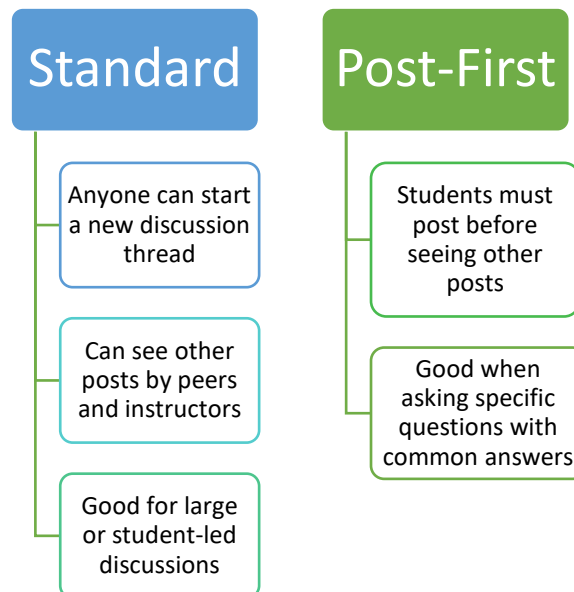 Standard
Anyone can start
a new discussion
thread
Can see other
posts by peers
and instructors
Good for large
or student-led
discussions
Post-First
Students must
post before
seeing other
posts
Good when
asking specific
questions with
common answers